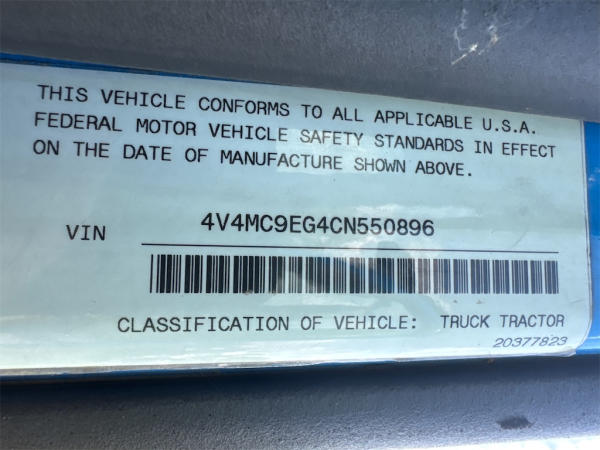 THIS VEHICLE CONFORMS TO ALL APPLICABLE U.S.A.
FEDERAL MOTOR VEHICLE SAFETY STANDARDS IN EFFECT
ON THE DATE OF MANUFACTURE SHOWN ABOVE.
VIN 4V4MC9EG4CN550896
CLASSIFICATION OF VEHICLE: TRUCK TRACTOR
20377823